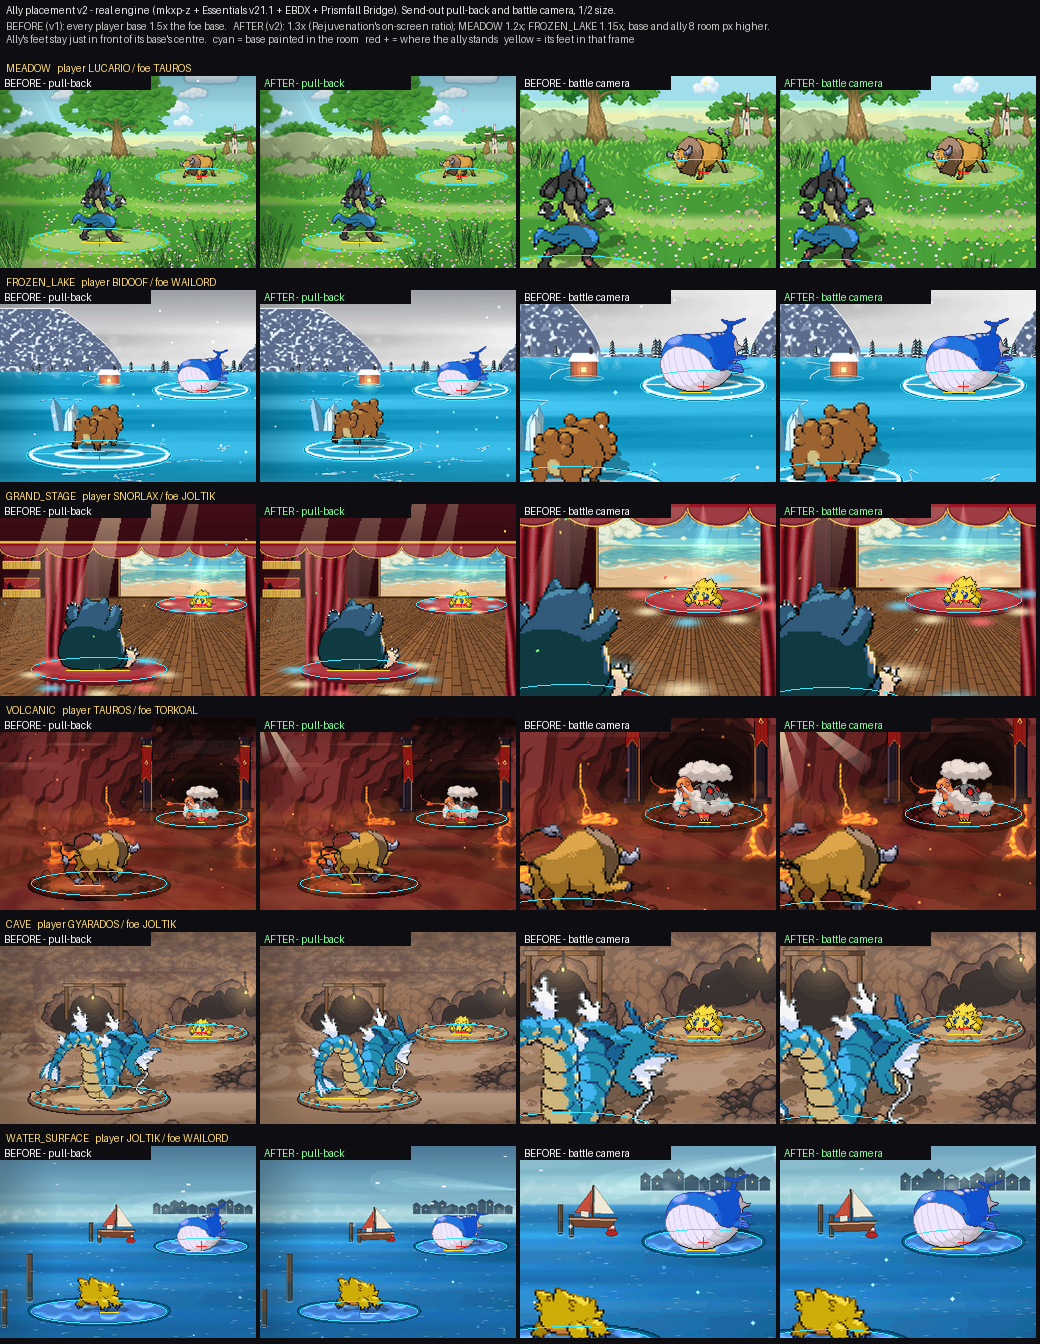 Ally placement v2 - real engine (mkxp-z + Essentials v21.1 + EBDX + Prismfall Bridge). Send-out pull-back and battle camera, 1/2 size.
BEFORE (v1): every player base 1.5x the foe base. AFTER (v2): 1.3x (Rejuvenation's on-screen ratio); MEADOW 1.2x; FROZEN_LAKE 1.15x, base and ally 8 room px higher.
Ally's feet stay just in front of its base's centre. cyan = base painted in the room red + = where the ally stands yellow = its feet in that frame
MEADOW player LUCARIO / foe TAUROS
BEFORE - pull-back AFTER - pull-back BEFORE - battle camera AFTER - battle camera
FROZEN_LAKE player BIDOOF / foe WAILORD
BEFORE - pull-back AFTER - pull-back BEFORE - battle camera AFTER - battle camera
GRAND_STAGE player SNORLAX / foe JOLTIK
BEFORE - pull-back AFTER - pull-back BEFORE - battle camera AFTER - battle camera
VOLCANIC player TAUROS / foe TORKOAL
BEFORE - pull-back AFTER - pull-back BEFORE - battle camera AFTER - battle camera
CAVE player GYARADOS / foe JOLTIK
BEFORE - pull-back AFTER - pull-back BEFORE - battle camera AFTER - battle camera
WATER_SURFACE player JOLTIK / foe WAILORD
BEFORE - pull-back AFTER - pull-back BEFORE - battle camera AFTER - battle camera